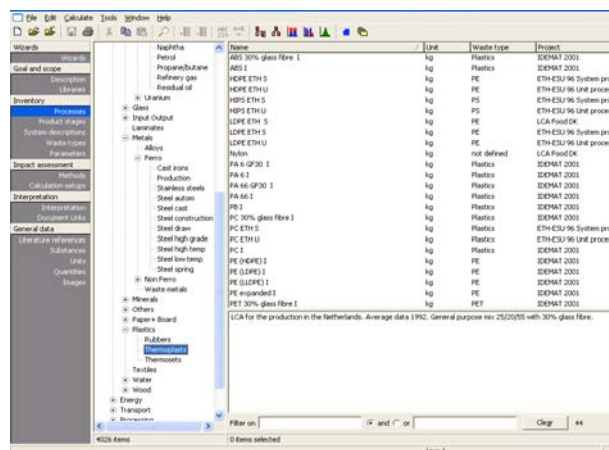 File Edit Calculate Tools Window Help
Wizards
Wizards
Goal and scope
Description
Libraries
Inventory
Processes
Product stages
System descriptions
Waste types
Parameters
Impact assessment
Methods
Calculation setups
Interpretation
Interpretation
Document Links
General data
Literature references
Substances
Units
Quantities
Images
Naphtha
Petrol
Propane/butane
Refinery gas
Residual oil
Uranium
Glass
Input Output
Laminates
Metals
Alloys
Ferro
Cast irons
Production
Stainless steels
Steel autom
Steel cast
Steel construction
Steel draw
Steel high grade
Steel high temp
Steel low temp
Steel spring
Non Ferro
Waste metals
Minerals
Others
Paper+ Board
Plastics
Rubbers
Thermoplasts
Thermosets
Textiles
Water
Wood
Energy
Transport
Processing
Name / Unit Waste type Project
ABS 30% glass fibre I kg Plastics IDEMAT 2001
ABS I kg Plastics IDEMAT 2001
HDPE ETH S kg PE ETH-ESU 96 System pro
HDPE ETH U kg PE ETH-ESU 96 Unit proce
HIPS ETH S kg PS ETH-ESU 96 System pro
HIPS ETH U kg PS ETH-ESU 96 Unit proce
LDPE ETH S kg PE LCA Food DK
LDPE ETH S kg PE ETH-ESU 96 System pro
LDPE ETH U kg PE ETH-ESU 96 Unit proce
Nylon kg not defined LCA Food DK
PA 6 GF30 I kg Plastics IDEMAT 2001
PA 6 I kg Plastics IDEMAT 2001
PA 66 GF30 I kg Plastics IDEMAT 2001
PA 66 I kg Plastics IDEMAT 2001
PB I kg Plastics IDEMAT 2001
PC 30% glass fibre I kg Plastics IDEMAT 2001
PC ETH S kg Plastics ETH-ESU 96 System pro
PC ETH U kg Plastics ETH-ESU 96 Unit proce
PC I kg Plastics IDEMAT 2001
PE (HDPE) I kg PE IDEMAT 2001
PE (LDPE) I kg PE IDEMAT 2001
PE (LLDPE) I kg PE IDEMAT 2001
PE expanded I kg PE IDEMAT 2001
PET 30% glass fibre I kg PET IDEMAT 2001
LCA for the production in the Netherlands. Average data 1992. General purpose mix 25/20/55 with 30% glass fibre.
Filter on and or Clear 44
4026 items 0 items selected